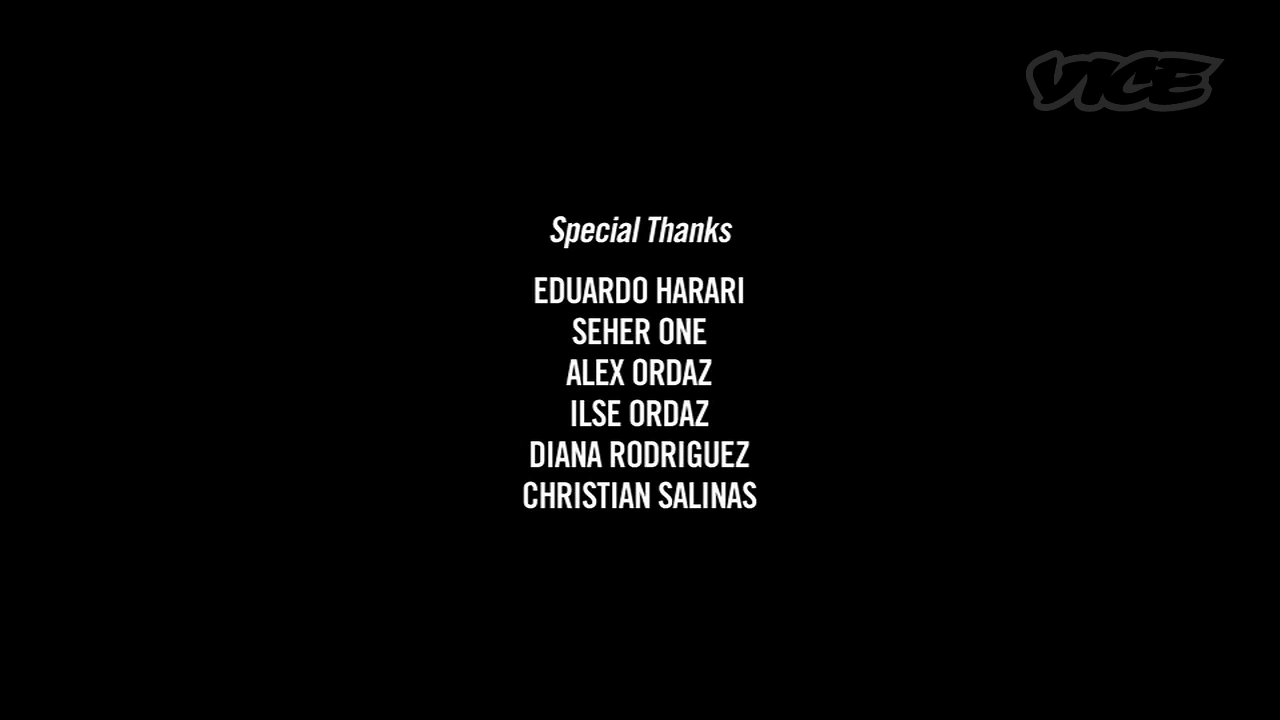 VICE
Special Thanks
EDUARDO HARARI
SEHER ONE
ALEX ORDAZ
ILSE ORDAZ
DIANA RODRIGUEZ
CHRISTIAN SALINAS